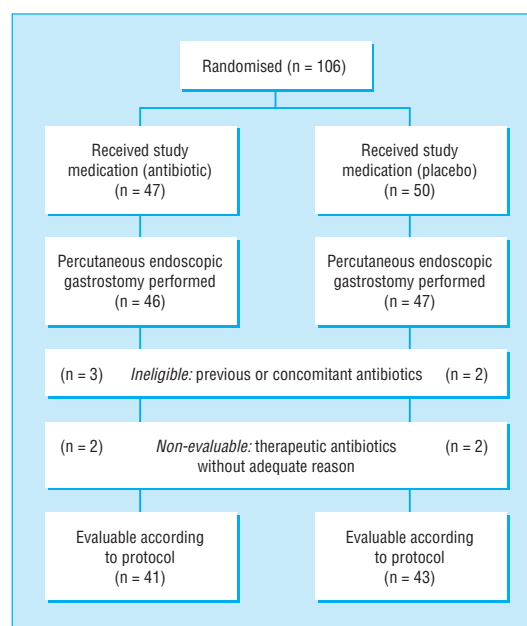 Randomised (n = 106)
Received study
medication (antibiotic)
(n = 47)
Received study
medication (placebo)
(n = 50)
Percutaneous endoscopic
gastrostomy performed
(n = 46)
Percutaneous endoscopic
gastrostomy performed
(n = 47)
(n = 3) Ineligible: previous or concomitant antibiotics (n = 2)
(n = 2) Non-evaluable: therapeutic antibiotics (n = 2)
without adequate reason
Evaluable according
to protocol
(n = 41)
Evaluable according
to protocol
(n = 43)